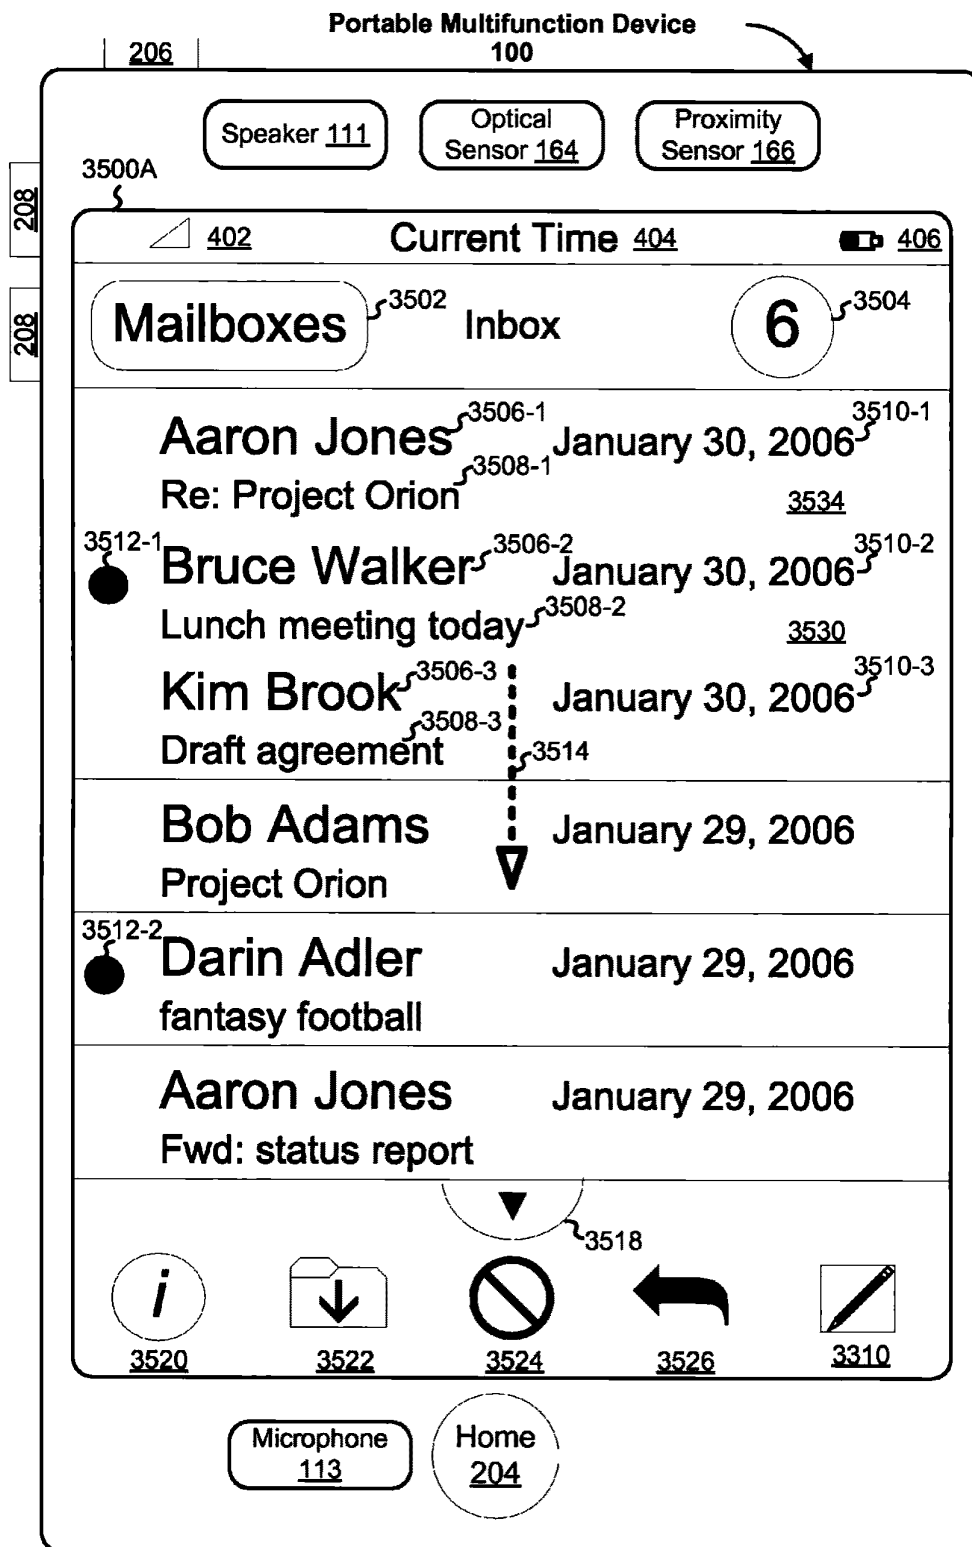 Portable Multifunction Device
100
206
Speaker 111
Optical
Sensor 164
Proximity
Sensor 166
3500A
208
208
402
Current Time 404
406
Mailboxes
3502
Inbox
6
3504
Aaron Jones
3506-1
January 30, 2006
3510-1
Re: Project Orion
3508-1
3534
3512-1
Bruce Walker
3506-2
January 30, 2006
3510-2
Lunch meeting today
3508-2
3530
Kim Brook
3506-3
January 30, 2006
3510-3
Draft agreement
3508-3
3514
Bob Adams
January 29, 2006
Project Orion
3512-2
Darin Adler
January 29, 2006
fantasy football
Aaron Jones
January 29, 2006
Fwd: status report
3518
i
3520
3522
3524
3526
3310
Microphone
113
Home
204